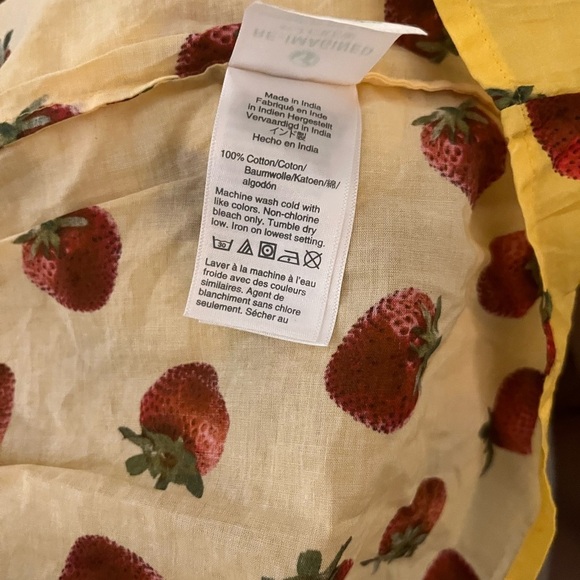 RE-IMAGINED
Made in India
Fabriqué en Inde
in Indien Hergestellt
Vervaardigd in India
インド製
Hecho en India
100% Cotton/Coton/
Baumwolle/Katoen/綿/
algodón
Machine wash cold with
like colors. Non-chlorine
bleach only. Tumble dry
low. Iron on lowest setting.
30
Laver à la machine à l'eau
froide avec des couleurs
similaires. Agent de
blanchiment sans chlore
seulement. Sécher au